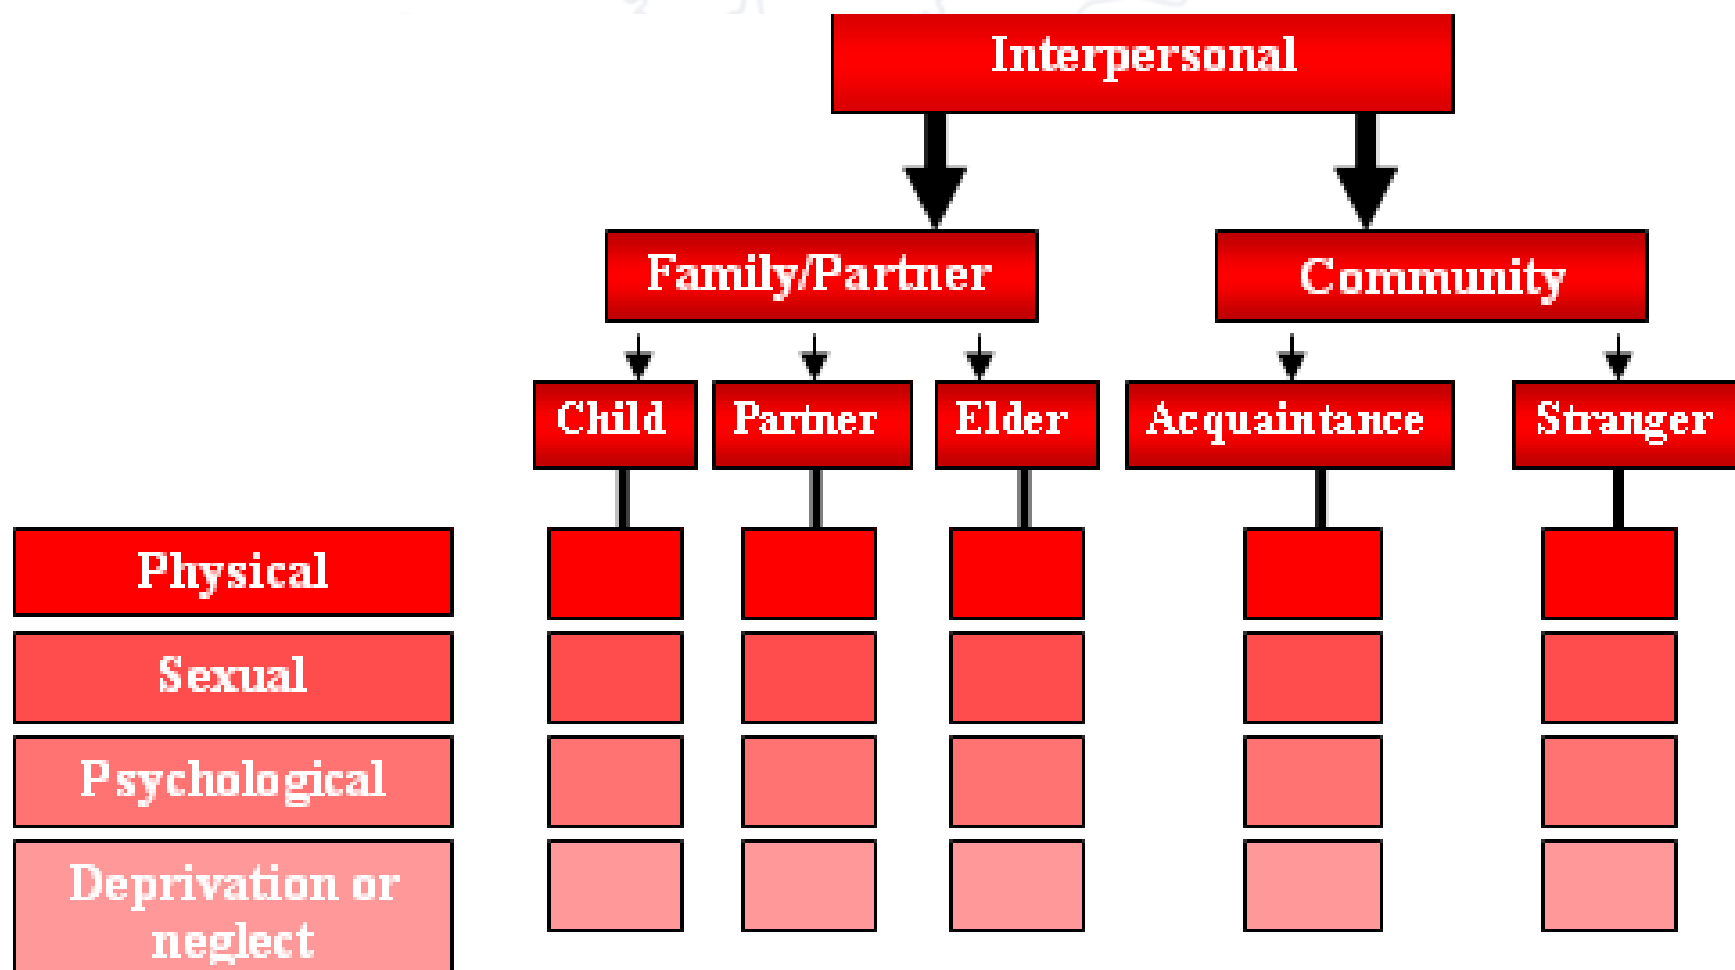 Interpersonal
Family/Partner
Community
Child
Partner
Elder
Acquaintance
Stranger
Physical
Sexual
Psychological
Deprivation or
neglect